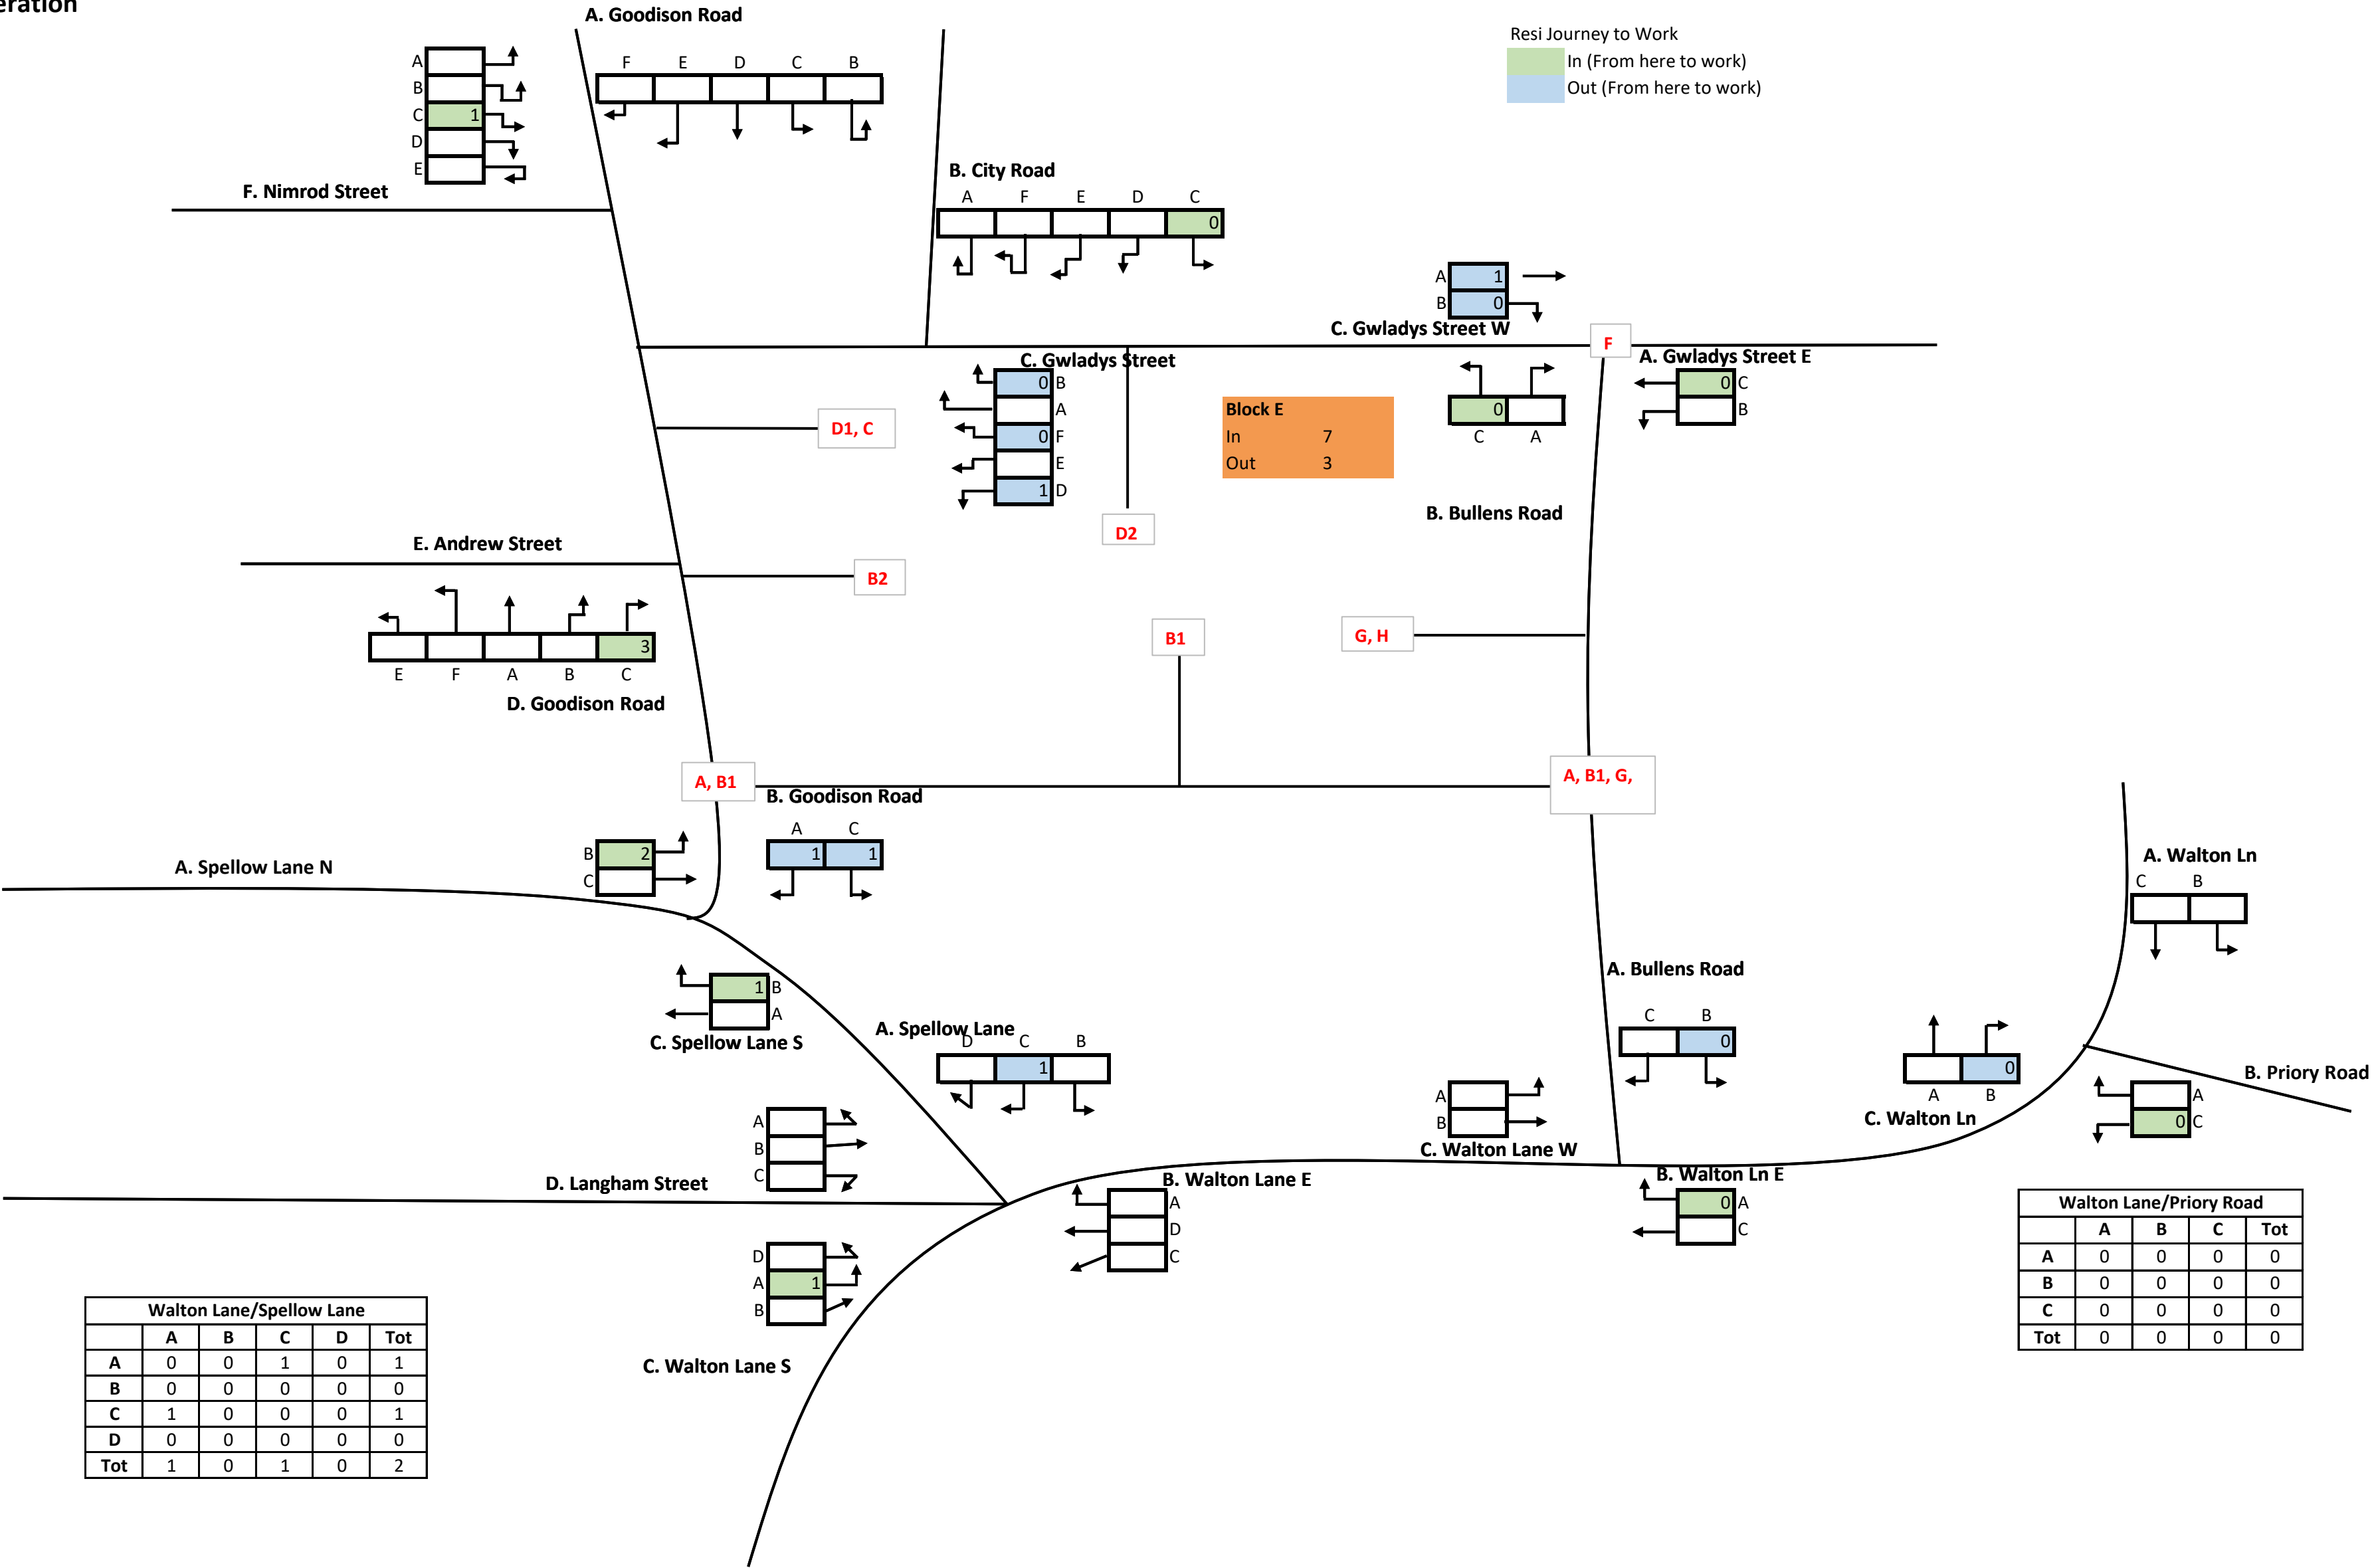 eration
A. Goodison Road
Resi Journey to Work
In (From here to work)
Out (From here to work)
F E D C B
A
B
C 1
D
E
F. Nimrod Street
B. City Road
A F E D C
0
A 1
B 0
C. Gwladys Street W
F
A. Gwladys Street E
0 C
B
C. Gwladys Street
0 B
A
0 F
E
1 D
Block E
In 7
Out 3
0
C A
D1, C
B. Bullens Road
D2
E. Andrew Street
B2
3
E F A B C
D. Goodison Road
B1
G, H
A, B1
B. Goodison Road
A, B1, G,
A C
1 1
B 2
C
A. Spellow Lane N
A. Walton Ln
C B
1 B
A
C. Spellow Lane S
A. Spellow Lane
D C B
1
A. Bullens Road
C B
0
A
B
C. Walton Lane W
0
A B
C. Walton Ln
B. Priory Road
A
0 C
A
B
C
D. Langham Street
B. Walton Lane E
A
D
C
B. Walton Ln E
0 A
C
D
A 1
B
C. Walton Lane S
Walton Lane/Priory Road
A B C Tot
A 0 0 0 0
B 0 0 0 0
C 0 0 0 0
Tot 0 0 0 0
Walton Lane/Spellow Lane
A B C D Tot
A 0 0 1 0 1
B 0 0 0 0 0
C 1 0 0 0 1
D 0 0 0 0 0
Tot 1 0 1 0 2